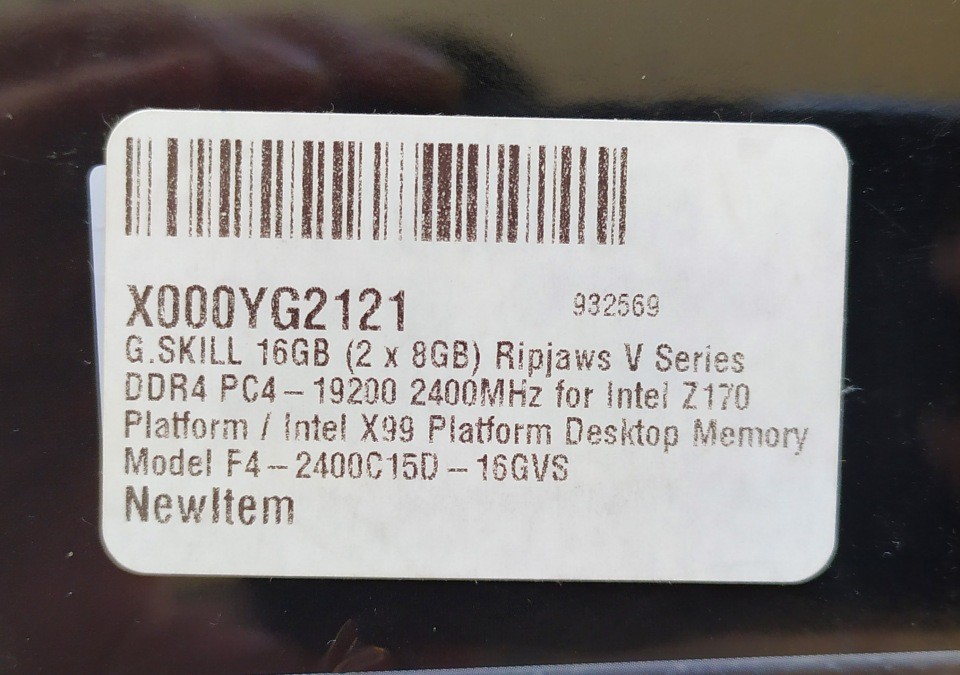 X000YG2121 932569
G.SKILL 16GB (2 x 8GB) Ripjaws V Series
DDR4 PC4-19200 2400MHz for Intel Z170
Platform / Intel X99 Platform Desktop Memory
Model F4-2400C15D-16GVS
NewItem